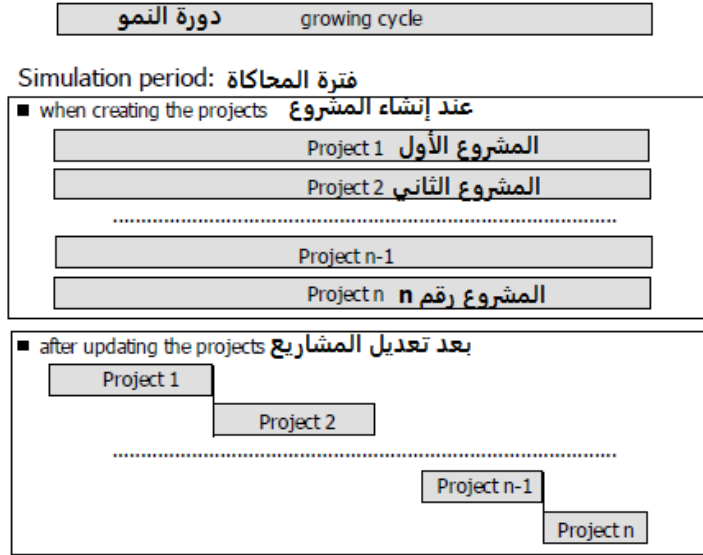 دورة النمو growing cycle
Simulation period: فترة المحاكاة
■ when creating the projects عند إنشاء المشروع
Project 1 المشروع الأول
Project 2 المشروع الثاني
Project n-1
Project n المشروع رقم n
■ after updating the projects بعد تعديل المشاريع
Project 1
Project 2
Project n-1
Project n